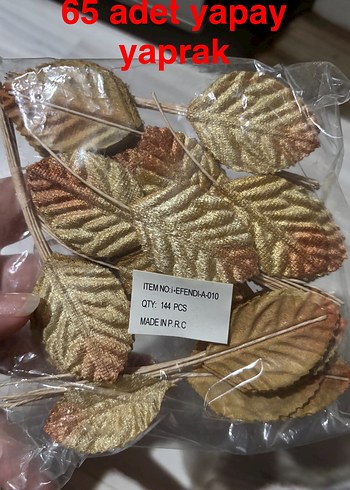 65 adet yapay
yaprak
ITEM NO:i•EFENDI-A-010
QTY: 144 PCS
MADE IN P.R.C